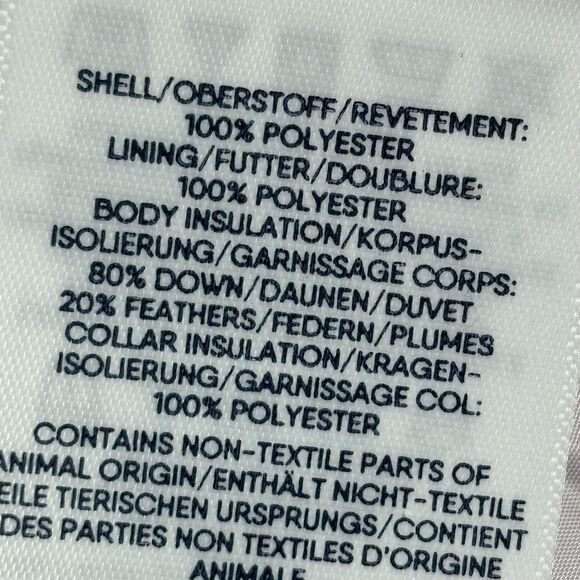 SHELL/OBERSTOFF/REVETEMENT:
100% POLYESTER
LINING/FUTTER/DOUBLURE:
100% POLYESTER
BODY INSULATION/KORPUS-
ISOLIERUNG/GARNISSAGE CORPS:
80% DOWN/DAUNEN/DUVET
20% FEATHERS/FEDERN/PLUMES
COLLAR INSULATION/KRAGEN-
ISOLIERUNG/GARNISSAGE COL:
100% POLYESTER
CONTAINS NON-TEXTILE PARTS OF
ANIMAL ORIGIN/ENTHÄLT NICHT-TEXTILE
EILE TIERISCHEN URSPRUNGS/CONTIENT
DES PARTIES NON TEXTILES D'ORIGINE
ANIMALE